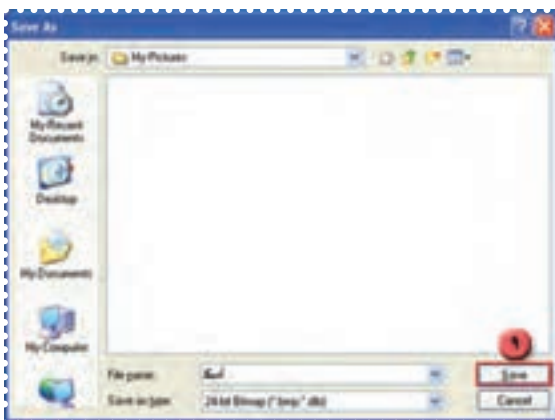 Save As
Save in: My Pictures
My Recent
Documents
Desktop
My Documents
My Computer
File name:
Save as type: 24-bit Bitmap (*.bmp;*.dib)
Save
Cancel